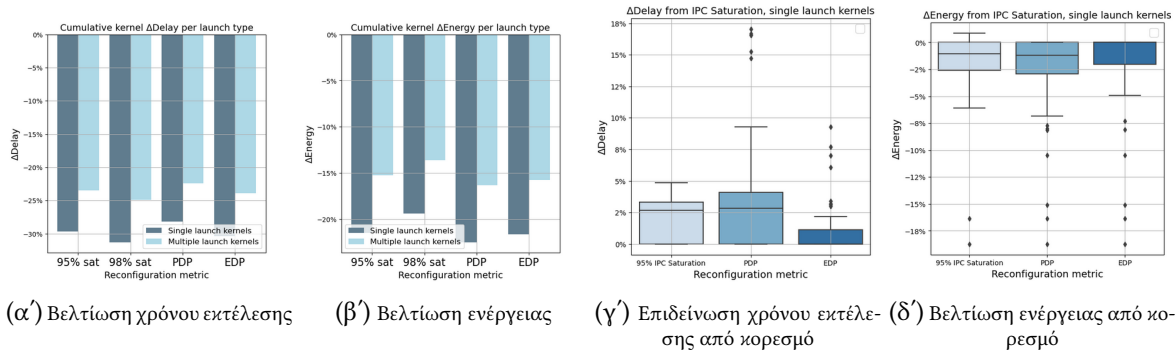 Cumulative kernel ΔDelay per launch type
0%
−5%
−10%
−15%
−20%
−25%
−30%
ΔDelay
Single launch kernels
Multiple launch kernels
95% sat 98% sat PDP EDP
Reconfiguration metric
(α′) Βελτίωση χρόνου εκτέλεσης
Cumulative kernel ΔEnergy per launch type
0%
−5%
−10%
−15%
−20%
ΔEnergy
Single launch kernels
Multiple launch kernels
95% sat 98% sat PDP EDP
Reconfiguration metric
(β′) Βελτίωση ενέργειας
ΔDelay from IPC Saturation, single launch kernels
18%
15%
12%
10%
8%
5%
2%
0%
ΔDelay
95% IPC Saturation PDP EDP
Reconfiguration metric
(γ′) Επιδείνωση χρόνου εκτέλε-
σης από κορεσμό
ΔEnergy from IPC Saturation, single launch kernels
0%
−2%
−5%
−8%
−10%
−12%
−15%
−18%
ΔEnergy
95% IPC Saturation PDP EDP
Reconfiguration metric
(δ′) Βελτίωση ενέργειας από κο-
ρεσμό